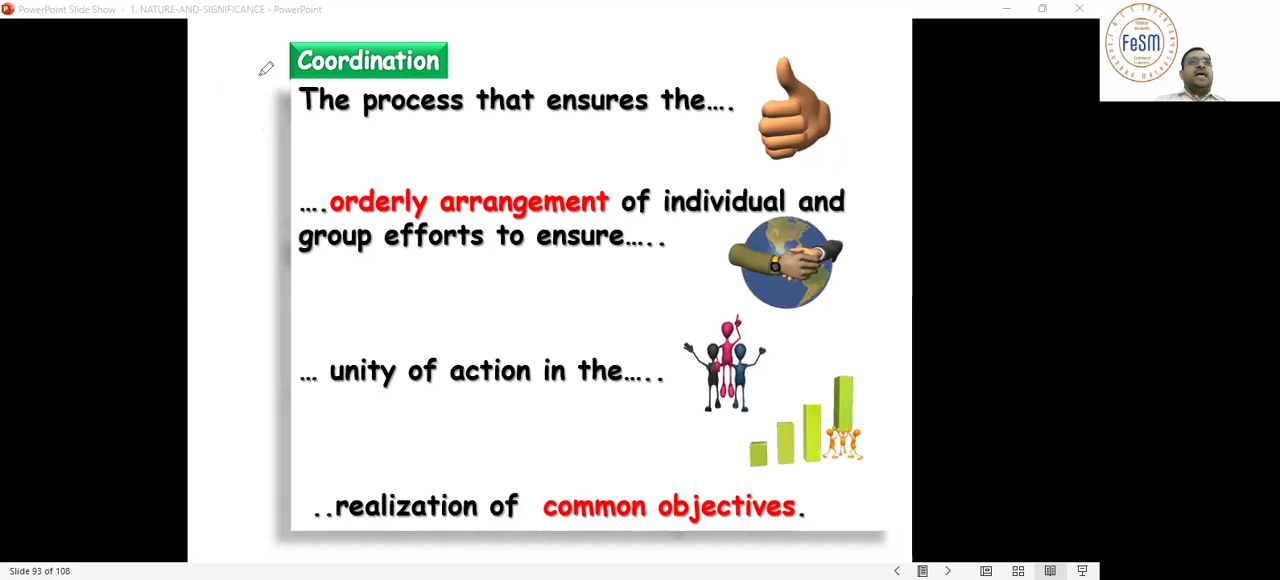 PowerPoint Slide Show - 1. NATURE-AND-SIGNIFICANCE - PowerPoint
FeSM
Coordination
The process that ensures the….
….orderly arrangement of individual and
group efforts to ensure…..
… unity of action in the…..
..realization of common objectives.
Slide 93 of 108